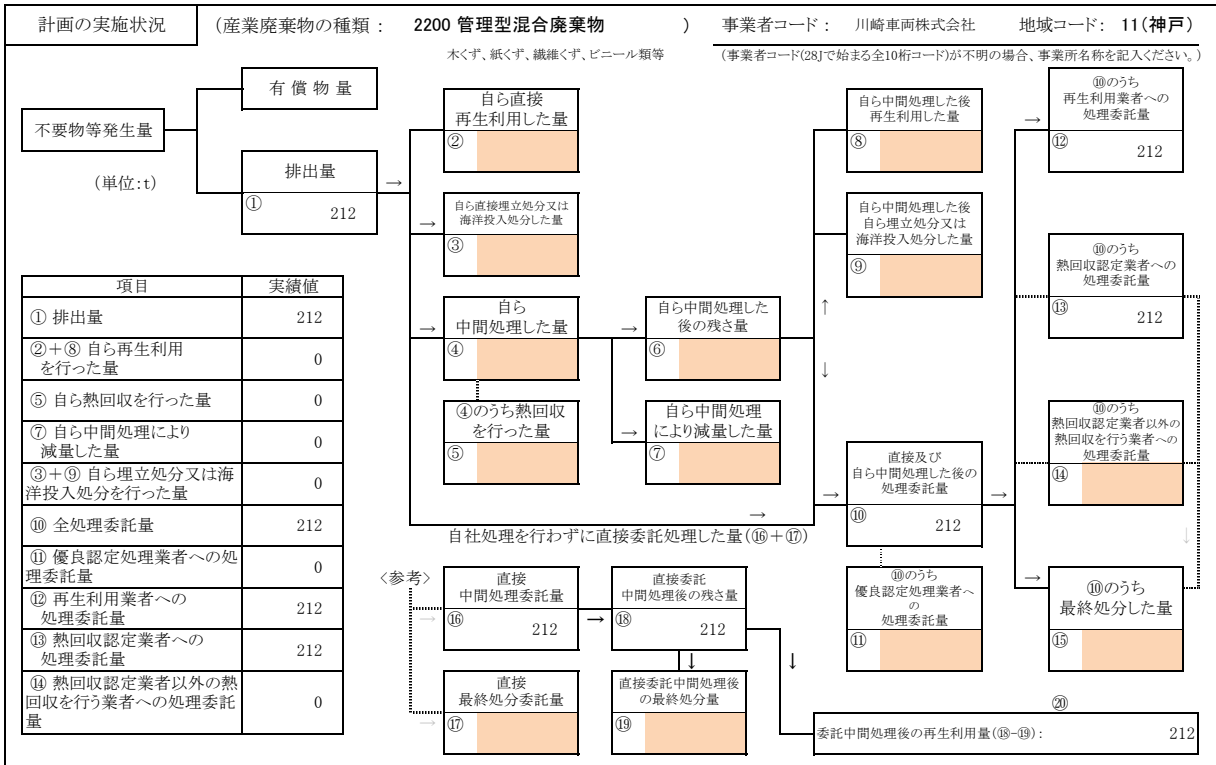 計画の実施状況 (産業廃棄物の種類： 2200 管理型混合廃棄物 ) 事業者コード： 川崎車両株式会社 地域コード： 11(神戸)
木くず、紙くず、繊維くず、ビニール類等 (事業者コード(28Jで始まる全10桁コード)が不明の場合、事業所名称を記入ください。)
不要物等発生量
(単位:t)
有償物量
排出量
①
212
→
自ら直接
再生利用した量
②
→
自ら直接埋立処分又は
海洋投入処分した量
③
→
自ら
中間処理した量
④
④のうち熱回収
を行った量
⑤
→
自ら中間処理した
後の残さ量
⑥
→
自ら中間処理
により減量した量
⑦
自ら中間処理した後
再生利用した量
⑧
自ら中間処理した後
自ら埋立処分又は
海洋投入処分した量
⑨
↑
↓
→
自社処理を行わずに直接委託処理した量(⑯+⑰)
→
直接及び
自ら中間処理した後の
処理委託量
⑩
212
→
⑩のうち
優良認定処理業者へ
の
処理委託量
⑪
→
⑩のうち
再生利用業者への
処理委託量
⑫
212
⑩のうち
熱回収認定業者への
処理委託量
⑬
212
⑩のうち
熱回収認定業者以外の
熱回収を行う業者への
処理委託量
⑭
↓
→
⑩のうち
最終処分した量
⑮
項目 実績値
① 排出量 212
②+⑧ 自ら再生利用
を行った量 0
⑤ 自ら熱回収を行った量 0
⑦ 自ら中間処理により
減量した量 0
③+⑨ 自ら埋立処分又は海
洋投入処分を行った量 0
⑩ 全処理委託量 212
⑪ 優良認定処理業者への処
理委託量 0
⑫ 再生利用業者への
処理委託量 212
⑬ 熱回収認定業者への
処理委託量 212
⑭ 熱回収認定業者以外の熱
回収を行う業者への処理委託
量 0
〈参考〉
→
直接
中間処理委託量
⑯
212
→
直接委託
中間処理後の残さ量
⑱
212
→
直接
最終処分委託量
⑰
↓
直接委託中間処理後
の最終処分量
⑲
↓
⑳
委託中間処理後の再生利用量(⑱-⑲)： 212